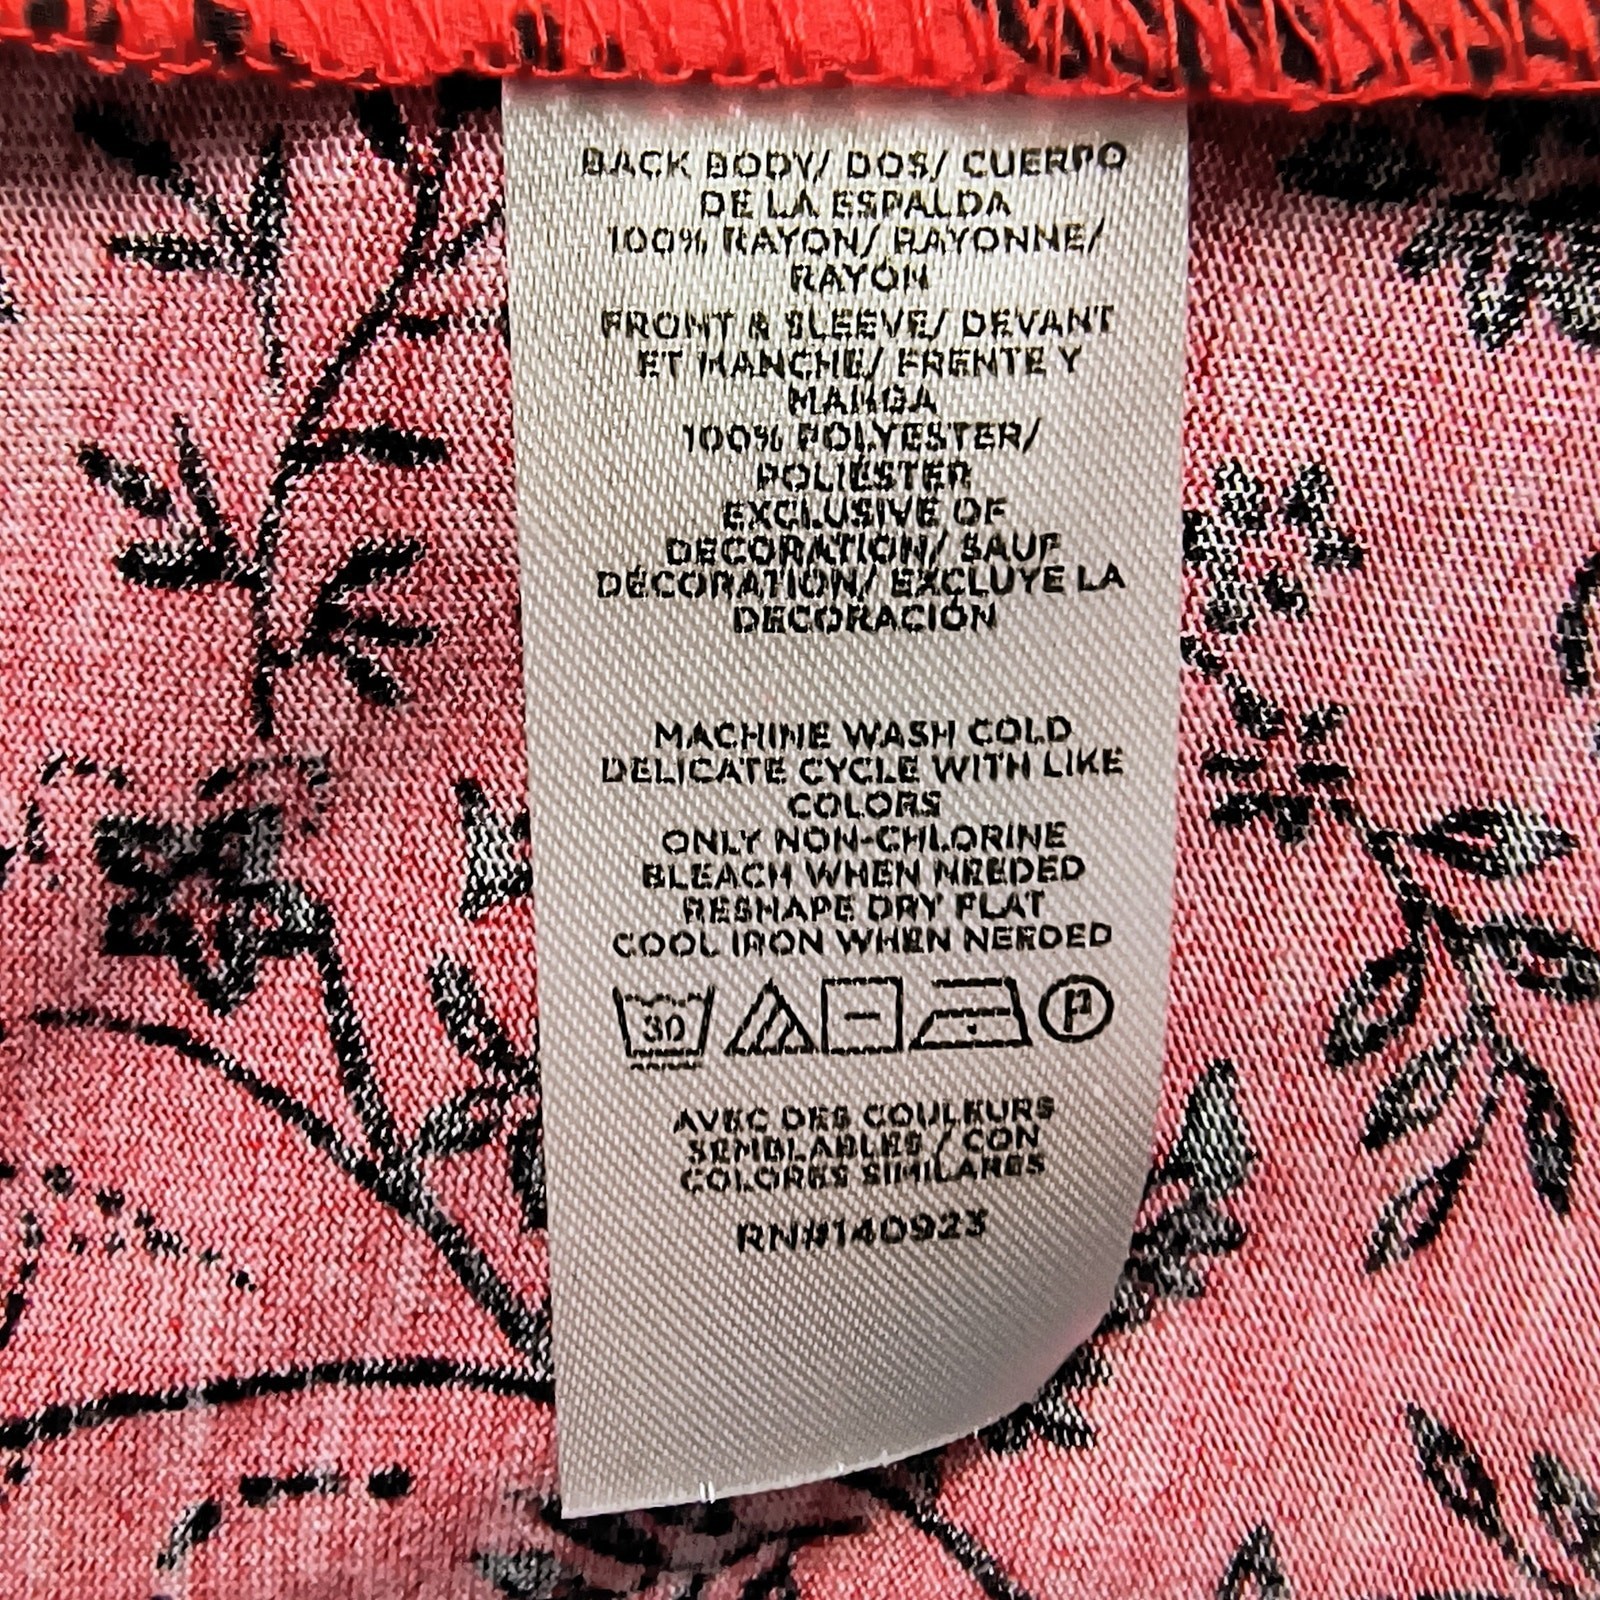 BACK BODY/ DOS/ CUERPO
DE LA ESPALDA
100% RAYON/ RAYONNE/
RAYÓN
FRONT & SLEEVE/ DEVANT
ET MANCHE/ FRENTE Y
MANGA
100% POLYESTER/
POLIÉSTER
EXCLUSIVE OF
DECORATION/ SAUF
DÉCORATION/ EXCLUYE LA
DECORACIÓN
MACHINE WASH COLD
DELICATE CYCLE WITH LIKE
COLORS
ONLY NON-CHLORINE
BLEACH WHEN NEEDED
RESHAPE DRY FLAT
COOL IRON WHEN NEEDED
30 P
AVEC DES COULEURS
SEMBLABLES / CON
COLORES SIMILARES
RN#140923